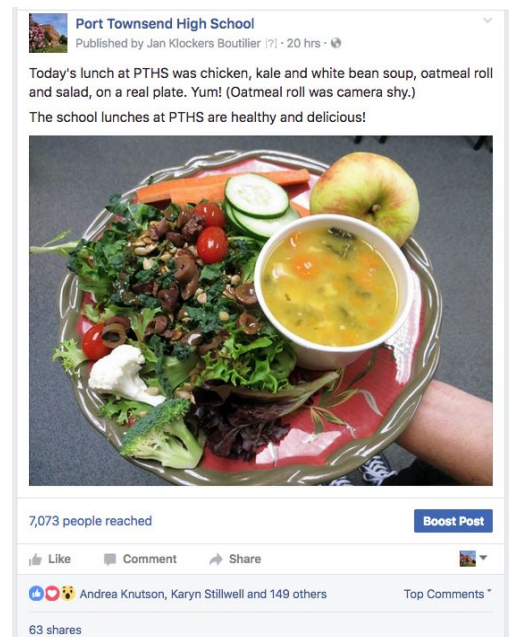 Port Townsend High School
Published by Jan Klockers Boutilier [?] · 20 hrs ·
Today's lunch at PTHS was chicken, kale and white bean soup, oatmeal roll
and salad, on a real plate. Yum! (Oatmeal roll was camera shy.)
The school lunches at PTHS are healthy and delicious!
7,073 people reached
Boost Post
Like Comment Share
Andrea Knutson, Karyn Stillwell and 149 others Top Comments
63 shares